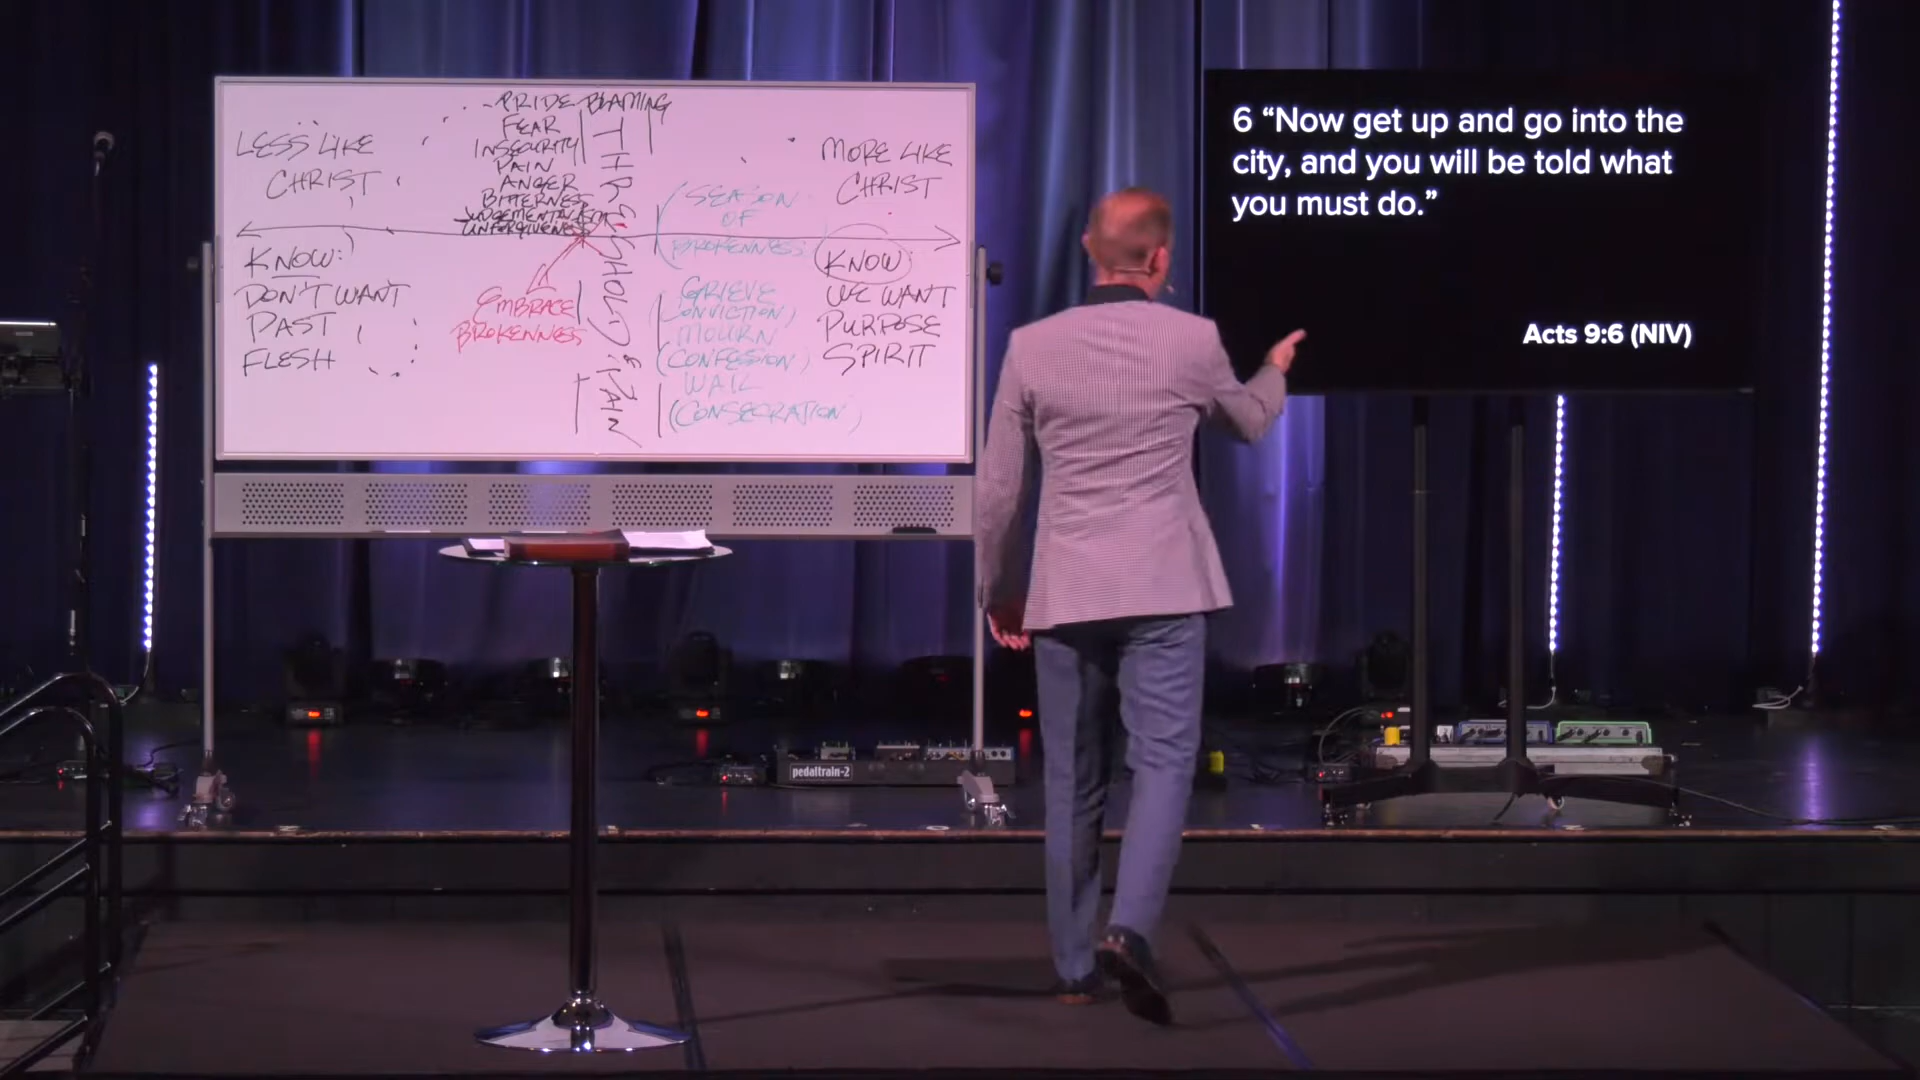 LESS LIKE
CHRIST
PRIDE BLAMING
FEAR
INSECURITY
PAIN
ANGER
BITTERNESS
JUDGEMENTALISM
UNFORGIVENESS
THRESHOLD &
PAIN
SEASON
OF
BROKENNESS
MORE LIKE
CHRIST
KNOW:
DON'T WANT
PAST
FLESH
EMBRACE
BROKENNESS
GRIEVE
(CONVICTION)
MOURN
(CONFESSION)
WAIL
(CONSECRATION)
KNOW
WE WANT
PURPOSE
SPIRIT
6 “Now get up and go into the
city, and you will be told what
you must do.”
Acts 9:6 (NIV)
pedaltrain-2